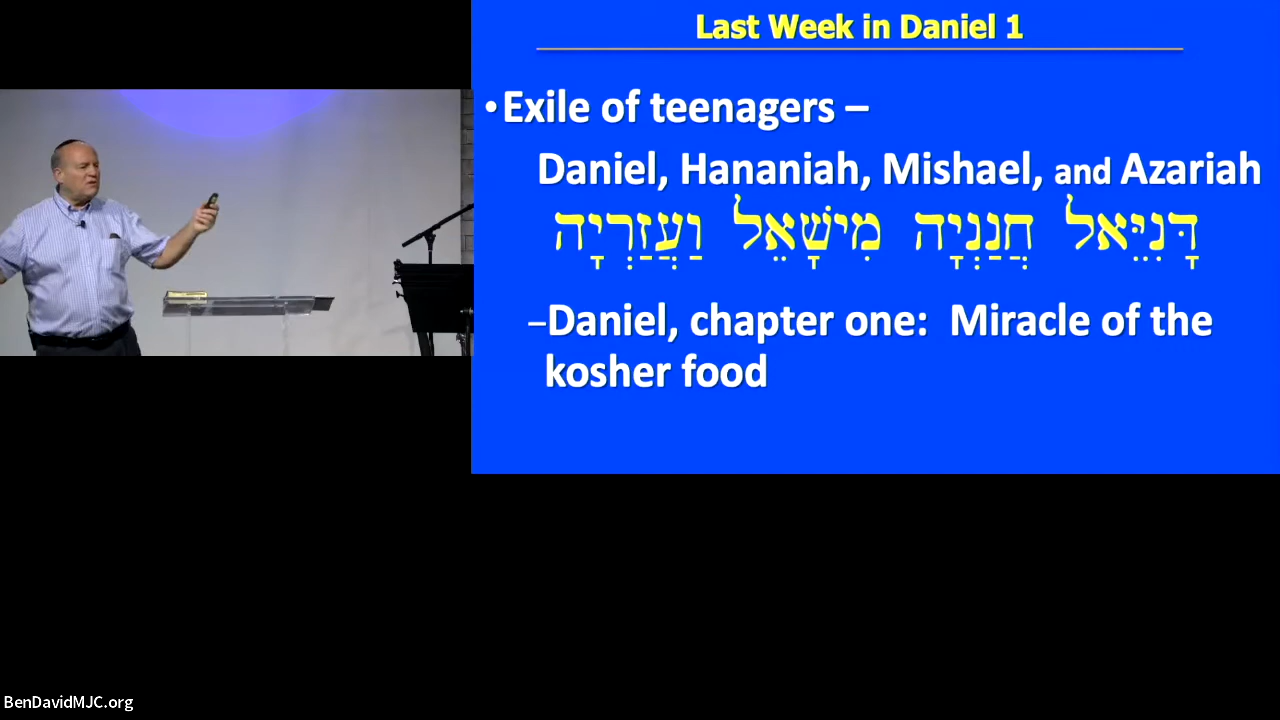 Last Week in Daniel 1
•Exile of teenagers –
Daniel, Hananiah, Mishael, and Azariah
דָּנִיֵּאל חֲנַנְיָה מִישָׁאֵל וַעֲזַרְיָה
–Daniel, chapter one:  Miracle of the
kosher food
BenDavidMJC.org